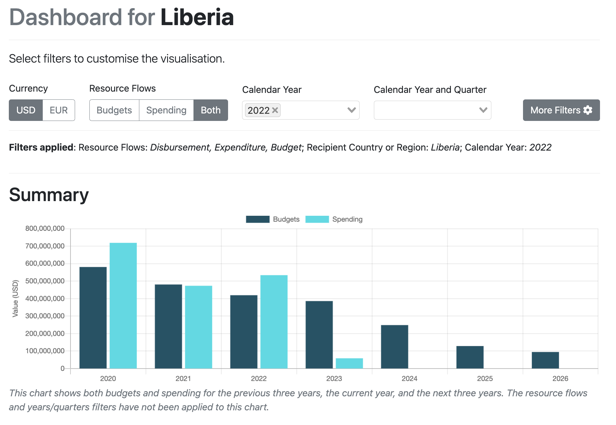 Dashboard for Liberia
Select filters to customise the visualisation.
Currency Resource Flows Calendar Year Calendar Year and Quarter
USD EUR Budgets Spending Both 2022 × More Filters
Filters applied: Resource Flows: Disbursement, Expenditure, Budget; Recipient Country or Region: Liberia; Calendar Year: 2022
Summary
Budgets Spending
800,000,000
700,000,000
600,000,000
500,000,000
400,000,000
300,000,000
200,000,000
100,000,000
0
Value (USD)
2020 2021 2022 2023 2024 2025 2026
This chart shows both budgets and spending for the previous three years, the current year, and the next three years. The resource flows
and years/quarters filters have not been applied to this chart.